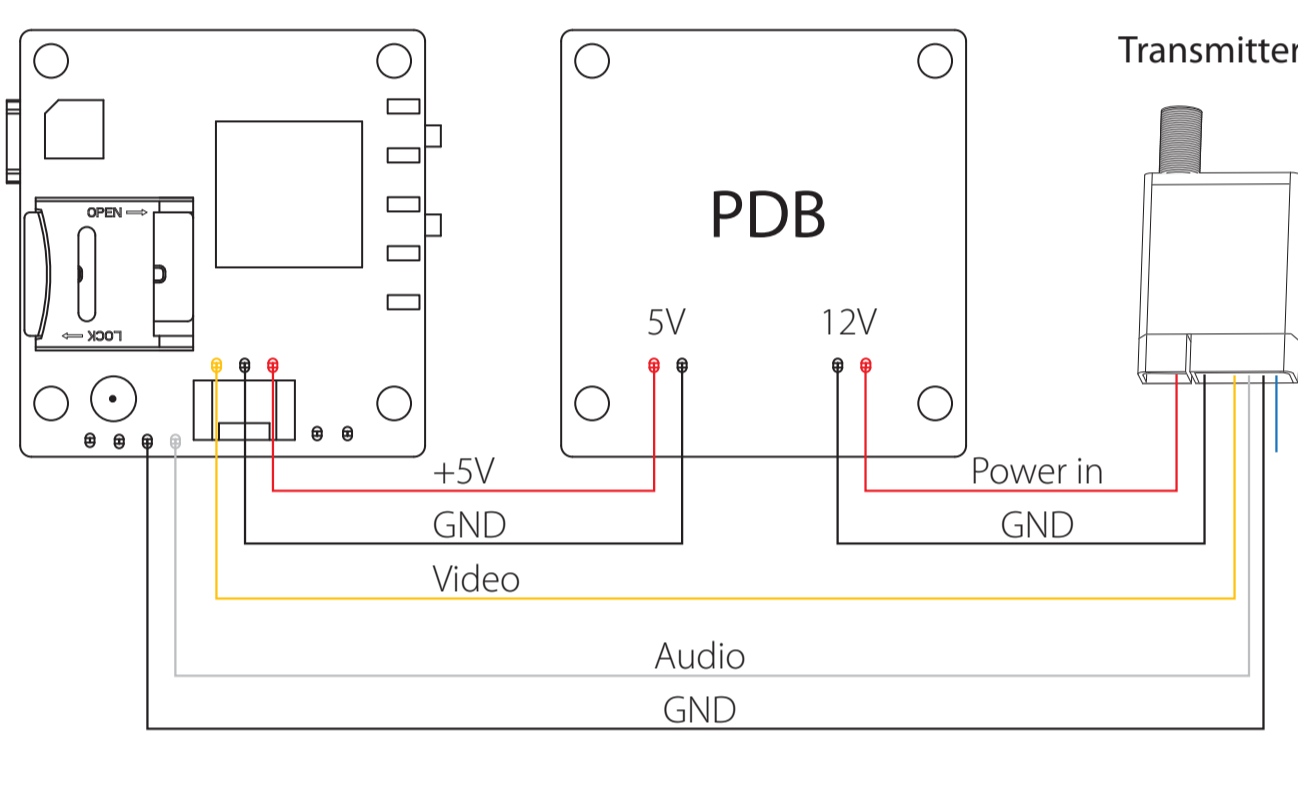 Transmitter
OPEN
LOCK
PDB
5V
12V
+5V
Power in
GND
GND
Video
Audio
GND